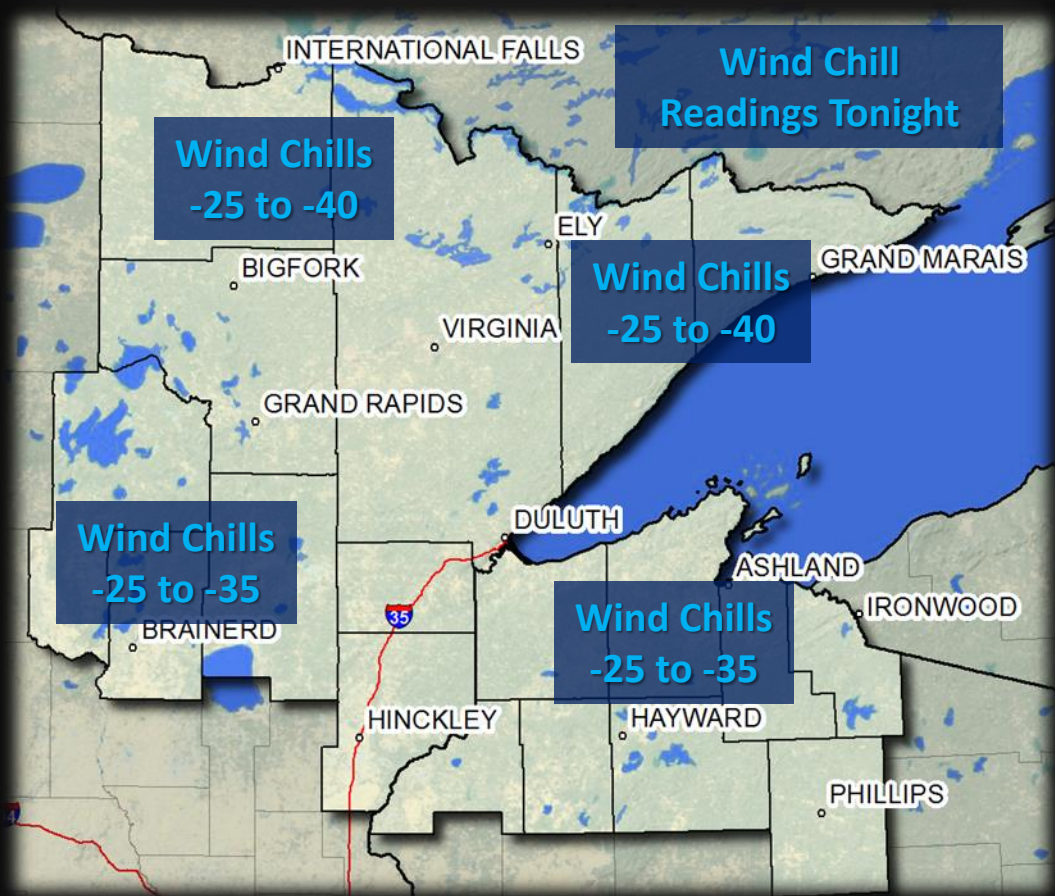 INTERNATIONAL FALLS
Wind Chill
Readings Tonight
Wind Chills
-25 to -40
ELY
BIGFORK
Wind Chills
-25 to -40
GRAND MARAIS
VIRGINIA
GRAND RAPIDS
Wind Chills
-25 to -35
DULUTH
ASHLAND
35
Wind Chills
-25 to -35
IRONWOOD
BRAINERD
HINCKLEY
HAYWARD
PHILLIPS